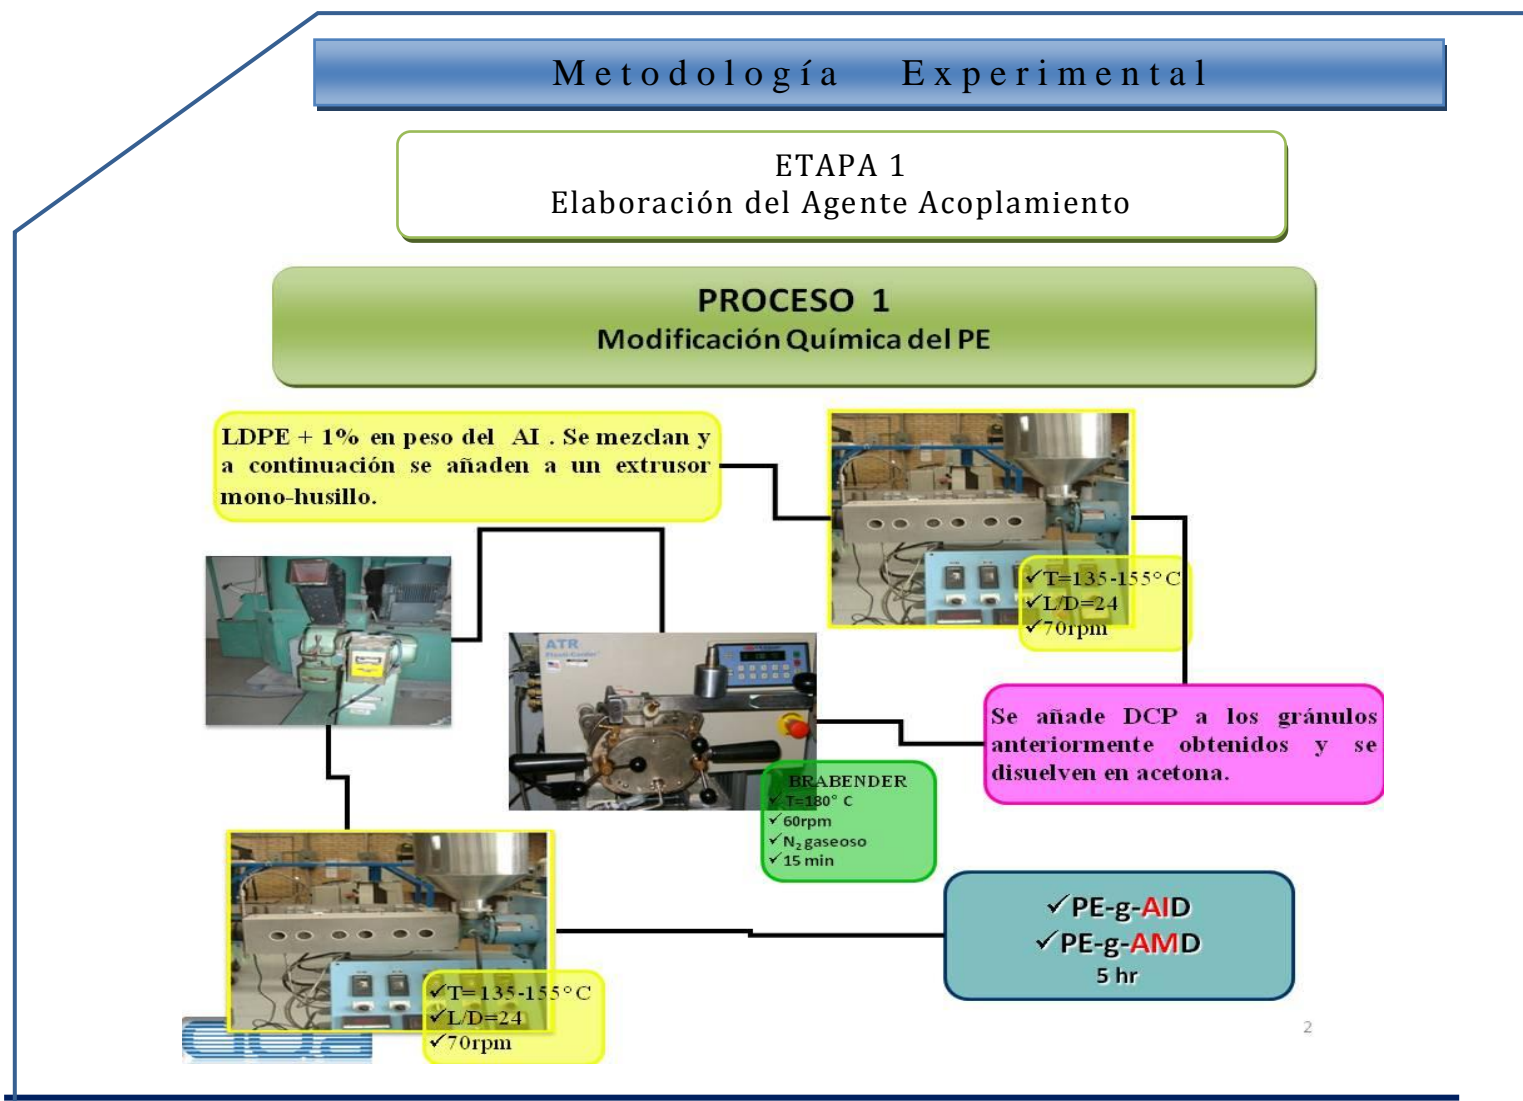 Metodología Experimental
ETAPA 1
Elaboración del Agente Acoplamiento
PROCESO 1
Modificación Química del PE
LDPE + 1% en peso del AI . Se mezclan y
a continuación se añaden a un extrusor
mono-husillo.
✓T=135-155°C
✓L/D=24
✓70rpm
ATR
Plasti-Corder
Se añade DCP a los gránulos
anteriormente obtenidos y se
disuelven en acetona.
BRABENDER
✓T=180° C
✓60rpm
✓N₂ gaseoso
✓15 min
✓T=135-155°C
✓L/D=24
✓70rpm
✓PE-g-AID
✓PE-g-AMD
5 hr
2